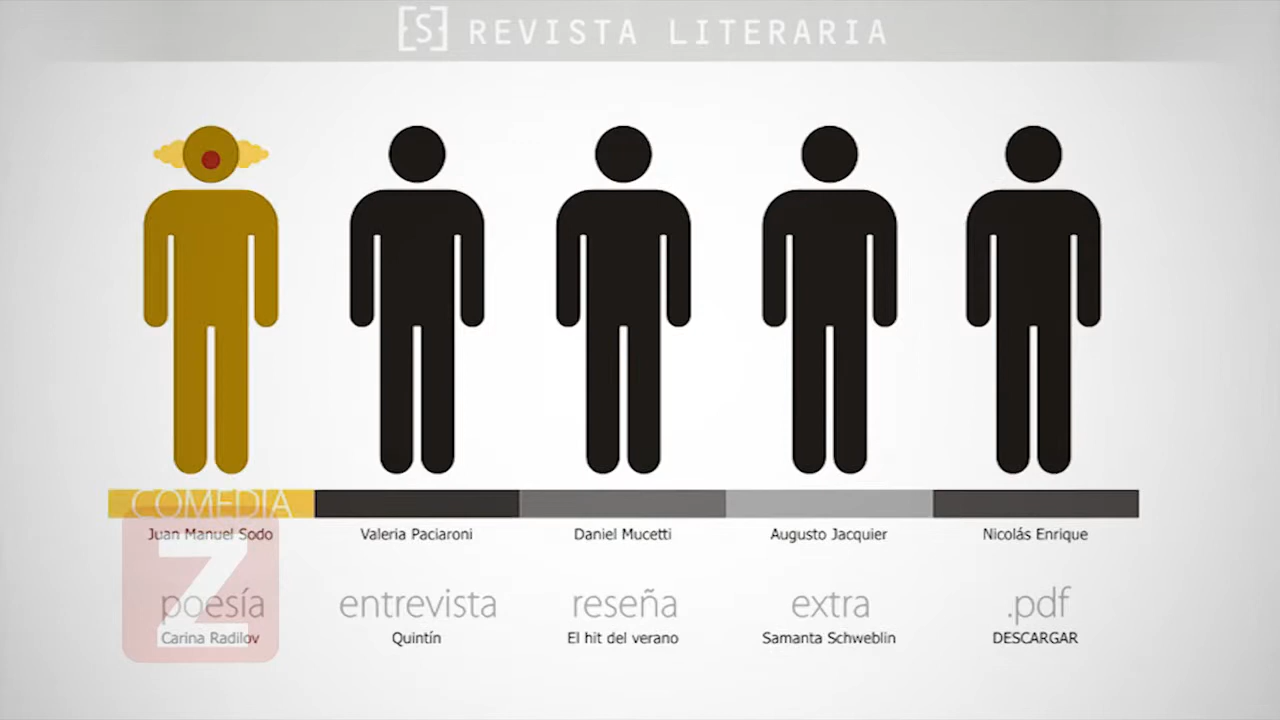 [S] REVISTA LITERARIA
COMEDIA
Juan Manuel Sodo
Valeria Paciaroni
Daniel Mucetti
Augusto Jacquier
Nicolás Enrique
Z
poesía
entrevista
reseña
extra
.pdf
Carina Radilov
Quintín
El hit del verano
Samanta Schweblin
DESCARGAR